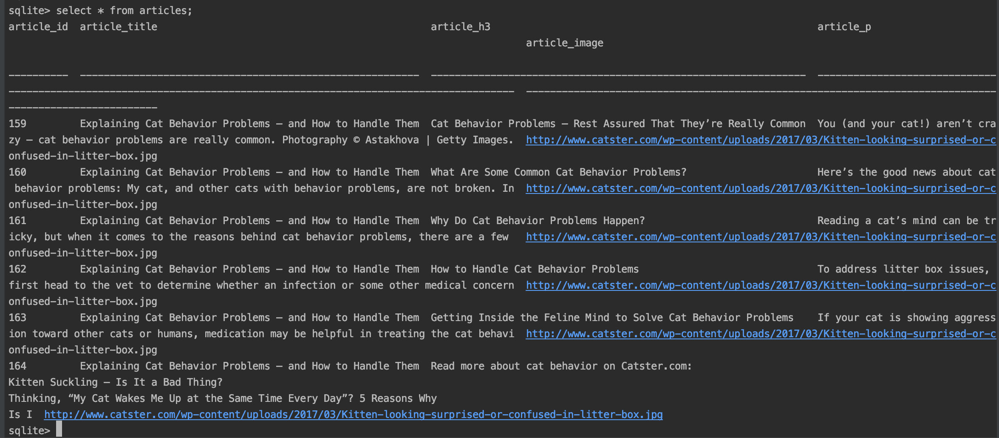 sqlite> select * from articles;
article_id  article_title                                              article_h3                                                       article_p
article_image
----------  ---------------------------------------------------------  ---------------------------------------------------------------  ------------------------------
-------------------------------------------------------------------------------------  -------------------------------------------------------------------------------
-------------------------
159         Explaining Cat Behavior Problems — and How to Handle Them  Cat Behavior Problems — Rest Assured That They’re Really Common  You (and your cat!) aren’t cra
zy — cat behavior problems are really common. Photography © Astakhova | Getty Images.  http://www.catster.com/wp-content/uploads/2017/03/Kitten-looking-surprised-or-c
onfused-in-litter-box.jpg
160         Explaining Cat Behavior Problems — and How to Handle Them  What Are Some Common Cat Behavior Problems?                      Here’s the good news about cat
behavior problems: My cat, and other cats with behavior problems, are not broken. In  http://www.catster.com/wp-content/uploads/2017/03/Kitten-looking-surprised-or-c
onfused-in-litter-box.jpg
161         Explaining Cat Behavior Problems — and How to Handle Them  Why Do Cat Behavior Problems Happen?                             Reading a cat’s mind can be tr
icky, but when it comes to the reasons behind cat behavior problems, there are a few   http://www.catster.com/wp-content/uploads/2017/03/Kitten-looking-surprised-or-c
onfused-in-litter-box.jpg
162         Explaining Cat Behavior Problems — and How to Handle Them  How to Handle Cat Behavior Problems                              To address litter box issues,
first head to the vet to determine whether an infection or some other medical concern  http://www.catster.com/wp-content/uploads/2017/03/Kitten-looking-surprised-or-c
onfused-in-litter-box.jpg
163         Explaining Cat Behavior Problems — and How to Handle Them  Getting Inside the Feline Mind to Solve Cat Behavior Problems    If your cat is showing aggress
ion toward other cats or humans, medication may be helpful in treating the cat behavi  http://www.catster.com/wp-content/uploads/2017/03/Kitten-looking-surprised-or-c
onfused-in-litter-box.jpg
164         Explaining Cat Behavior Problems — and How to Handle Them  Read more about cat behavior on Catster.com:
Kitten Suckling — Is It a Bad Thing?
Thinking, “My Cat Wakes Me Up at the Same Time Every Day”? 5 Reasons Why
Is I  http://www.catster.com/wp-content/uploads/2017/03/Kitten-looking-surprised-or-confused-in-litter-box.jpg
sqlite>